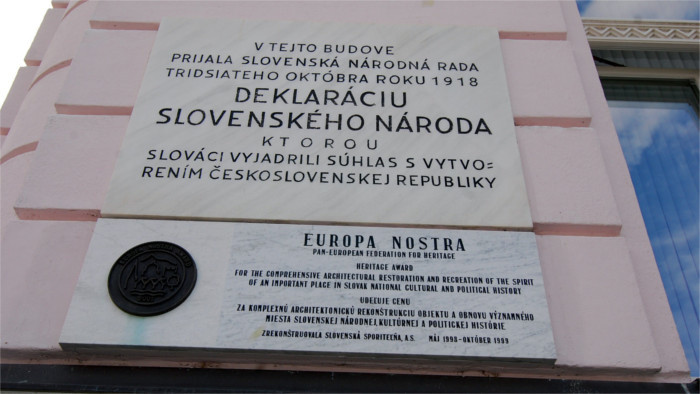 V TEJTO BUDOVE
PRIJALA SLOVENSKÁ NÁRODNÁ RADA
TRIDSIATEHO OKTÓBRA ROKU 1918
DEKLARÁCIU
SLOVENSKÉHO NÁRODA
KTOROU
SLOVÁCI VYJADRILI SÚHLAS S VYTVO=
RENÍM ČESKOSLOVENSKEJ REPUBLIKY
EUROPA NOSTRA
PAN-EUROPEAN FEDERATION FOR HERITAGE
HERITAGE AWARD
FOR THE COMPREHENSIVE ARCHITECTURAL RESTORATION AND RECREATION OF THE SPIRIT
OF AN IMPORTANT PLACE IN SLOVAK NATIONAL CULTURAL AND POLITICAL HISTORY
UDEĽUJE CENU
ZA KOMPLEXNÚ ARCHITEKTONICKÚ REKONŠTRUKCIU OBJEKTU A OBNOVU VÝZNAMNÉHO
MIESTA SLOVENSKEJ NÁRODNEJ, KULTÚRNEJ A POLITICKEJ HISTÓRIE
ZREKONŠTRUOVALA SLOVENSKÁ SPORITEĽŇA, A.S. MÁJ 1998-OKTÓBER 1999